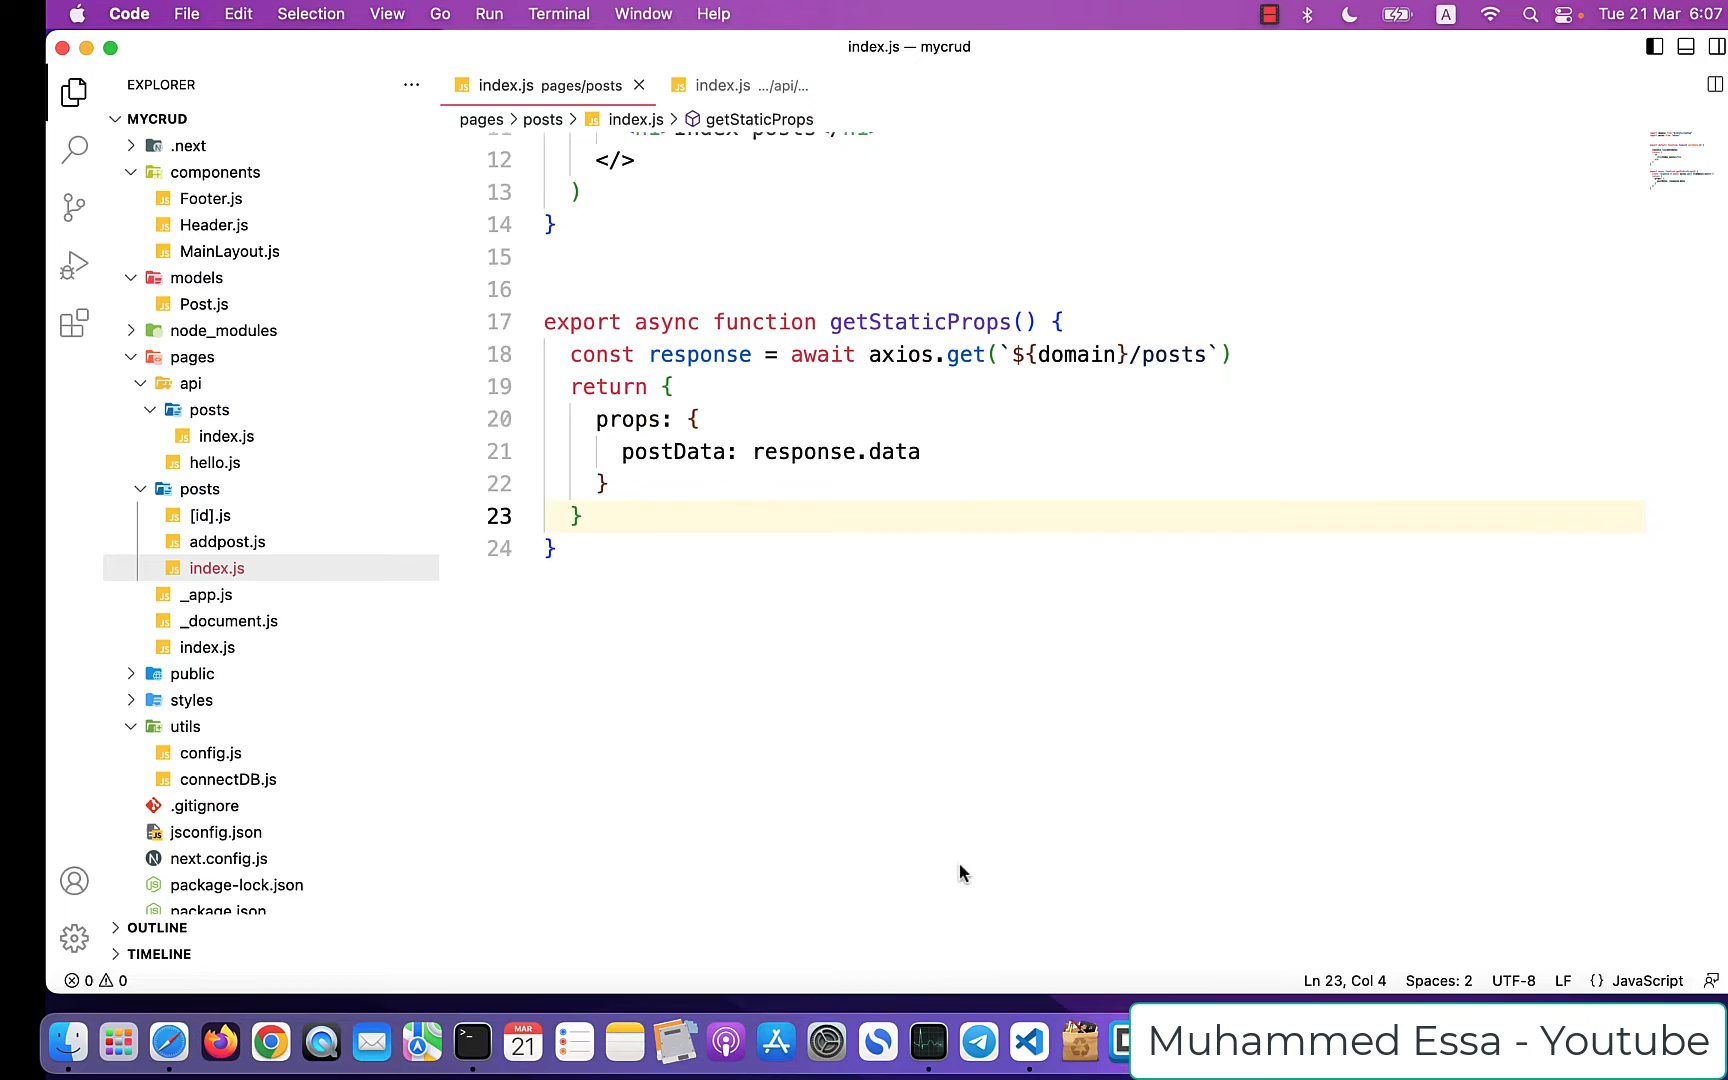 Code File Edit Selection View Go Run Terminal Window Help A Tue 21 Mar 6:07
index.js — mycrud
EXPLORER
MYCRUD
.next
components
Footer.js
Header.js
MainLayout.js
models
Post.js
node_modules
pages
api
posts
index.js
hello.js
posts
[id].js
addpost.js
index.js
_app.js
_document.js
index.js
public
styles
utils
config.js
connectDB.js
.gitignore
jsconfig.json
next.config.js
package-lock.json
package.json
OUTLINE
TIMELINE
index.js pages/posts index.js .../api/...
pages > posts > index.js > getStaticProps
12 </>
13 )
14 }
15
16
17 export async function getStaticProps() {
18 const response = await axios.get(`${domain}/posts`)
19 return {
20 props: {
21 postData: response.data
22 }
23 }
24 }
0 0 Ln 23, Col 4 Spaces: 2 UTF-8 LF {} JavaScript
MAR
21
Muhammed Essa - Youtube